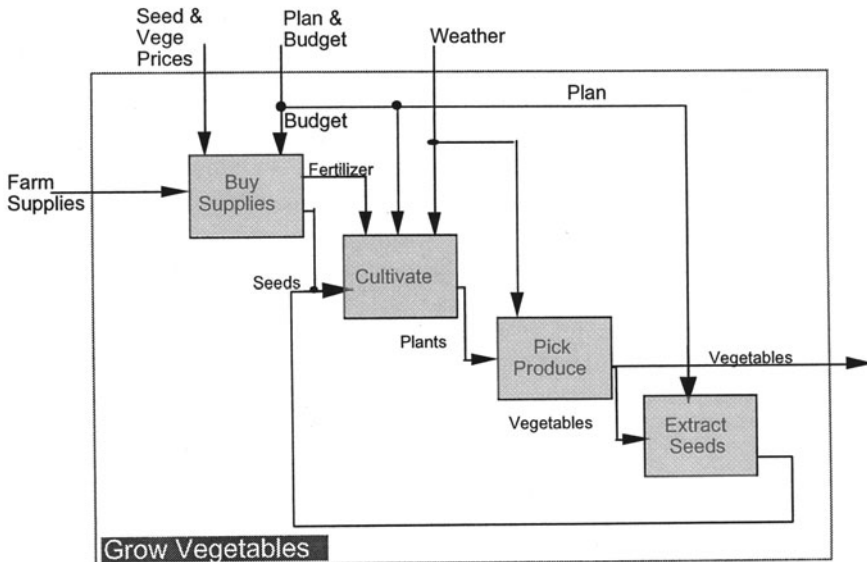 Seed &
Vege
Prices
Plan &
Budget
Weather
Plan
Budget
Farm
Supplies
Buy
Supplies
Fertilizer
Seeds
Cultivate
Plants
Pick
Produce
Vegetables
Vegetables
Extract
Seeds
Grow Vegetables